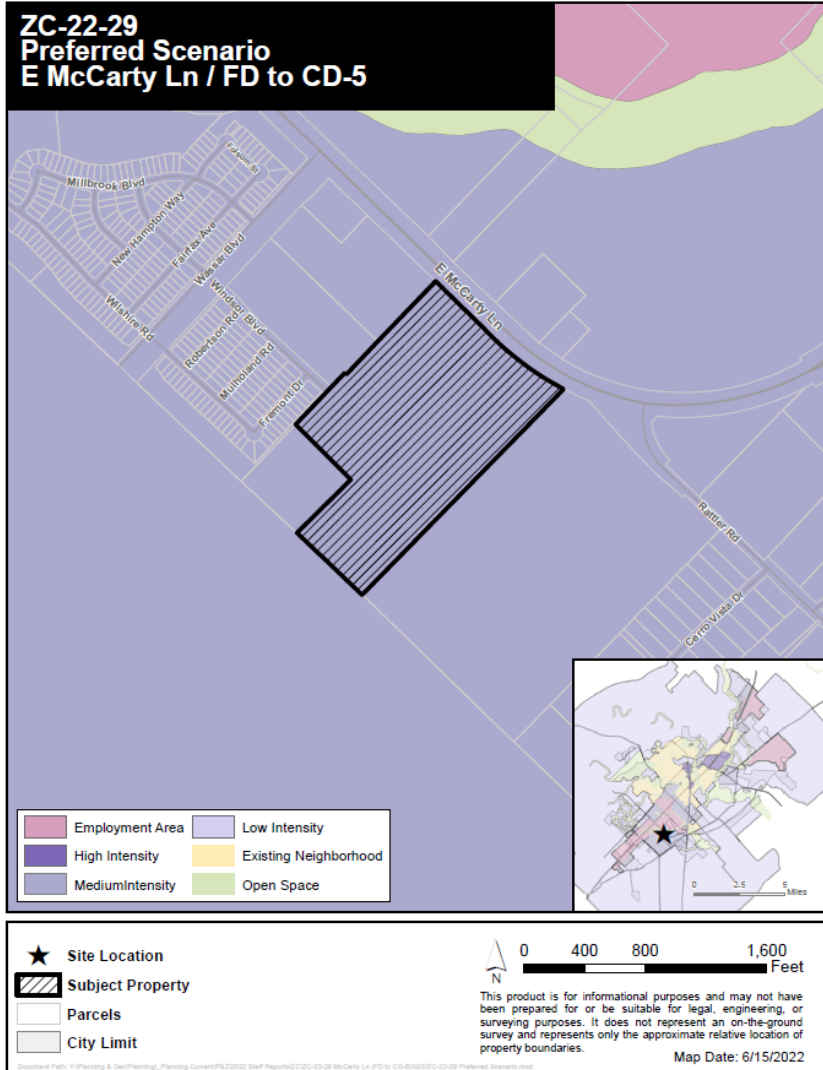 ZC-22-29
Preferred Scenario
E McCarty Ln / FD to CD-5
Folsom St
Millbrook Blvd
New Hampton Way
Fairfax Ave
Wassar Blvd
Wilshire Rd
Windsor Blvd
Robertson Rd
Mulholand Rd
Fremont Dr
E McCarty Ln
Rattler Rd
Cerro Vista Dr
Employment Area
Low Intensity
High Intensity
Existing Neighborhood
MediumIntensity
Open Space
0 2.5 5
Miles
Site Location
Subject Property
Parcels
City Limit
N
0 400 800 1,600
Feet
This product is for informational purposes and may not have
been prepared for or be suitable for legal, engineering, or
surveying purposes. It does not represent an on-the-ground
survey and represents only the approximate relative location of
property boundaries.
Map Date: 6/15/2022